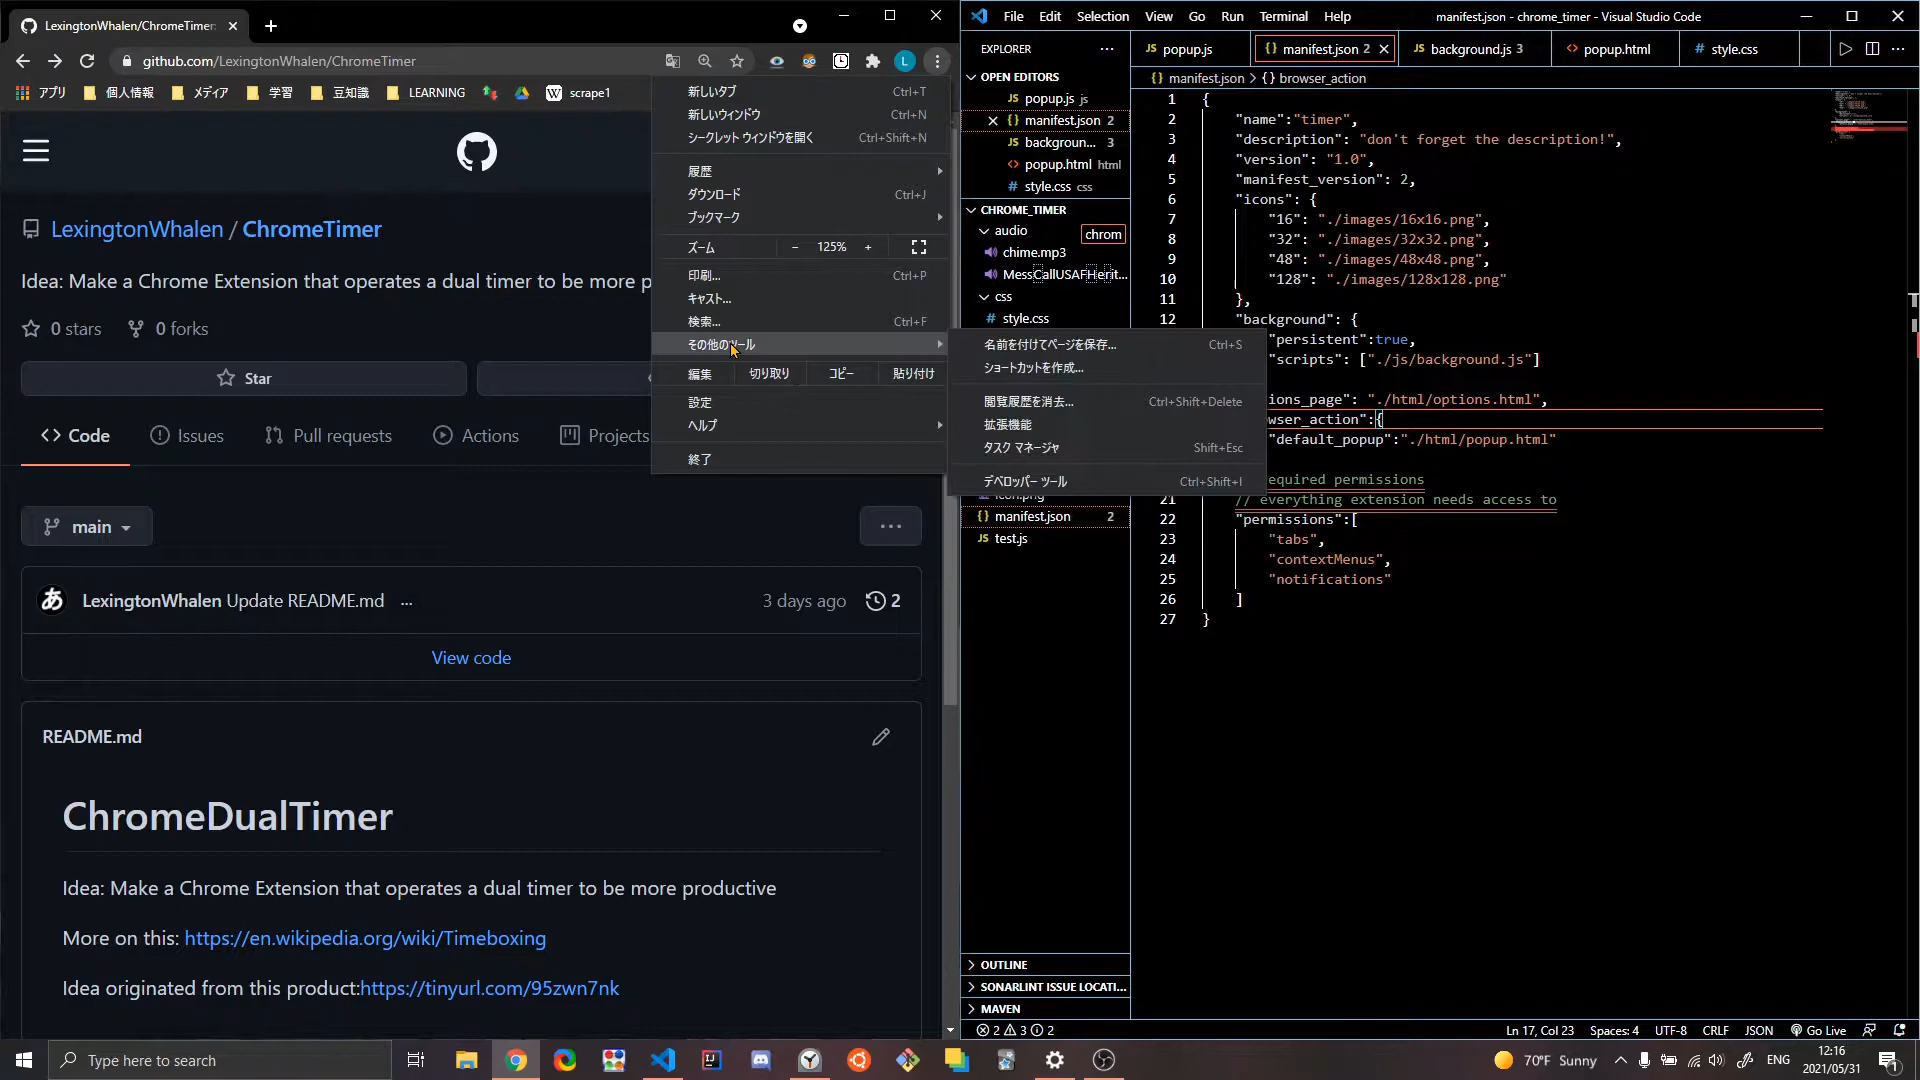 LexingtonWhalen/ChromeTimer
github.com/LexingtonWhalen/ChromeTimer
アプリ
個人情報
メディア
学習
豆知識
LEARNING
scrape1
LexingtonWhalen / ChromeTimer
Idea: Make a Chrome Extension that operates a dual timer to be more p
0 stars
0 forks
Star
Code
Issues
Pull requests
Actions
Projects
main
...
LexingtonWhalen Update README.md ...
3 days ago
2
View code
README.md
ChromeDualTimer
Idea: Make a Chrome Extension that operates a dual timer to be more productive
More on this: https://en.wikipedia.org/wiki/Timeboxing
Idea originated from this product:https://tinyurl.com/95zwn7nk
L
新しいタブ Ctrl+T
新しいウィンドウ Ctrl+N
シークレット ウィンドウを開く Ctrl+Shift+N
履歴
ダウンロード Ctrl+J
ブックマーク
ズーム − 125% +
印刷... Ctrl+P
キャスト...
検索... Ctrl+F
その他のツール
編集 切り取り コピー 貼り付け
設定
ヘルプ
終了
名前を付けてページを保存... Ctrl+S
ショートカットを作成...
閲覧履歴を消去... Ctrl+Shift+Delete
拡張機能
タスク マネージャ Shift+Esc
デベロッパー ツール Ctrl+Shift+I
File Edit Selection View Go Run Terminal Help
manifest.json - chrome_timer - Visual Studio Code
EXPLORER
OPEN EDITORS
JS popup.js js
{} manifest.json 2
JS backgroun... 3
<> popup.html html
# style.css css
CHROME_TIMER
audio
chrom
chime.mp3
MessCallUSAFHerit...
css
# style.css
icon.png
{} manifest.json 2
JS test.js
OUTLINE
SONARLINT ISSUE LOCATI...
MAVEN
JS popup.js
{} manifest.json 2
JS background.js 3
<> popup.html
# style.css
{} manifest.json > {} browser_action
1 {
2 "name":"timer",
3 "description": "don't forget the description!",
4 "version": "1.0",
5 "manifest_version": 2,
6 "icons": {
7 "16": "./images/16x16.png",
8 "32": "./images/32x32.png",
9 "48": "./images/48x48.png",
10 "128": "./images/128x128.png"
11 },
12 "background": {
"persistent":true,
"scripts": ["./js/background.js"]
ions_page": "./html/options.html",
wser_action":{
"default_popup":"./html/popup.html"
equired permissions
21 // everything extension needs access to
22 "permissions":[
23 "tabs",
24 "contextMenus",
25 "notifications"
26 ]
27 }
2 3 2
Ln 17, Col 23 Spaces: 4 UTF-8 CRLF JSON Go Live
Type here to search
70°F Sunny
ENG
12:16
2021/05/31
1